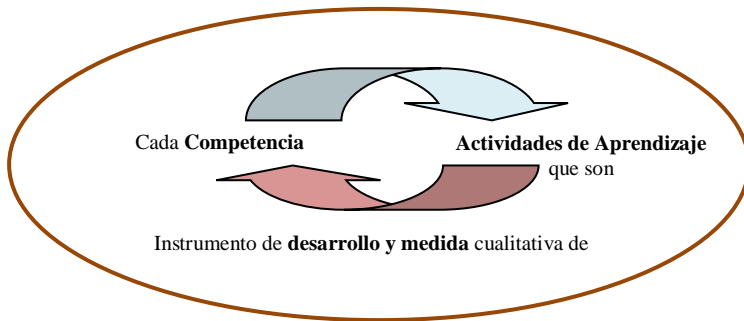 Cada Competencia
Actividades de Aprendizaje
que son
Instrumento de desarrollo y medida cualitativa de